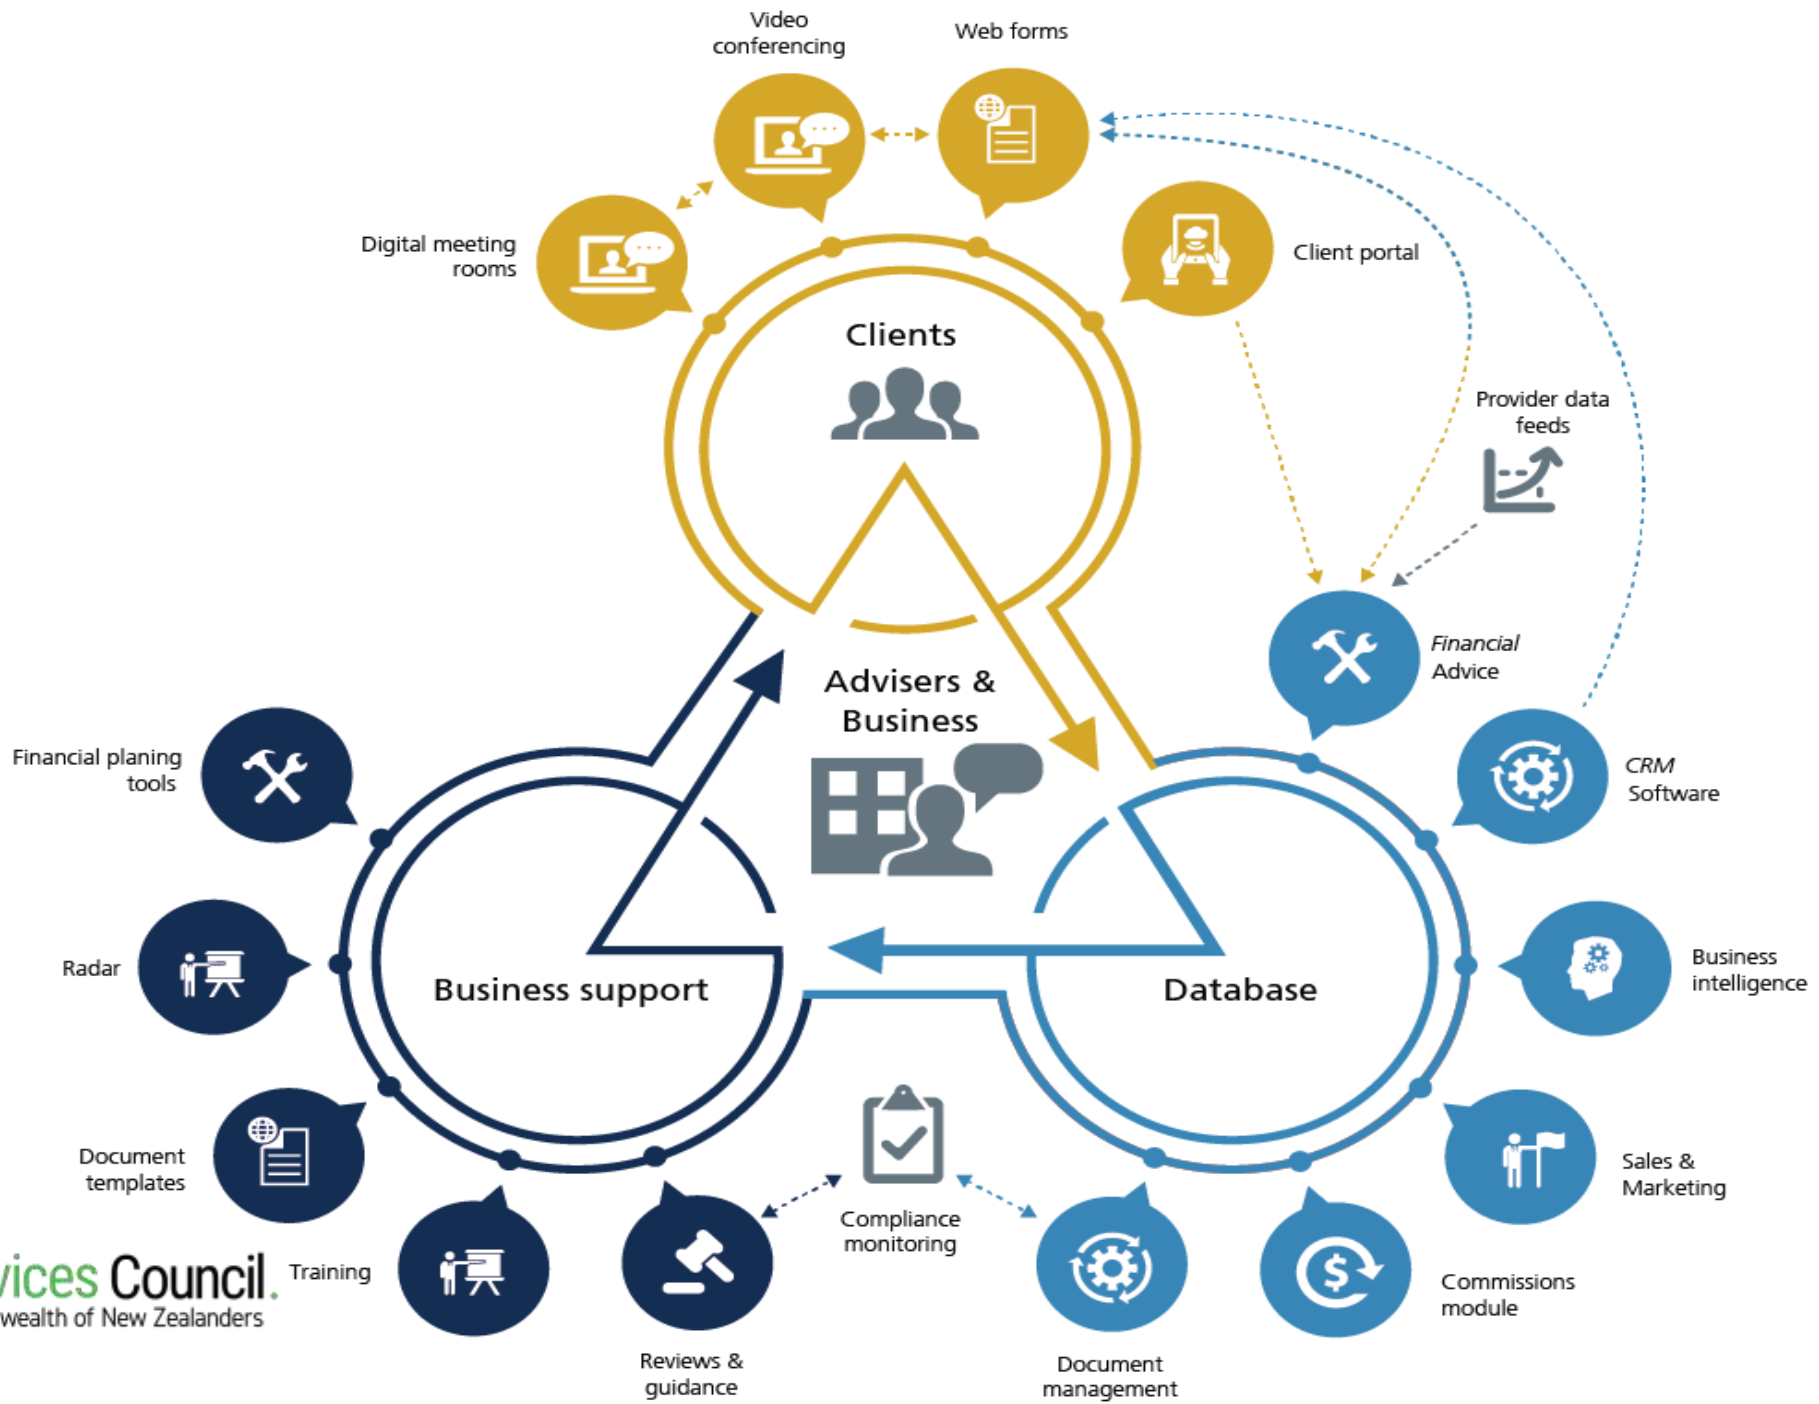 Video
conferencing
Web forms
Digital meeting
rooms
Client portal
Clients
Provider data
feeds
Advisers &
Business
Financial
Advice
Financial planing
tools
CRM
Software
Radar
Business support
Database
Business
intelligence
Document
templates
Compliance
monitoring
Sales &
Marketing
vices Council.
wealth of New Zealanders
Training
$
Commissions
module
Reviews &
guidance
Document
management